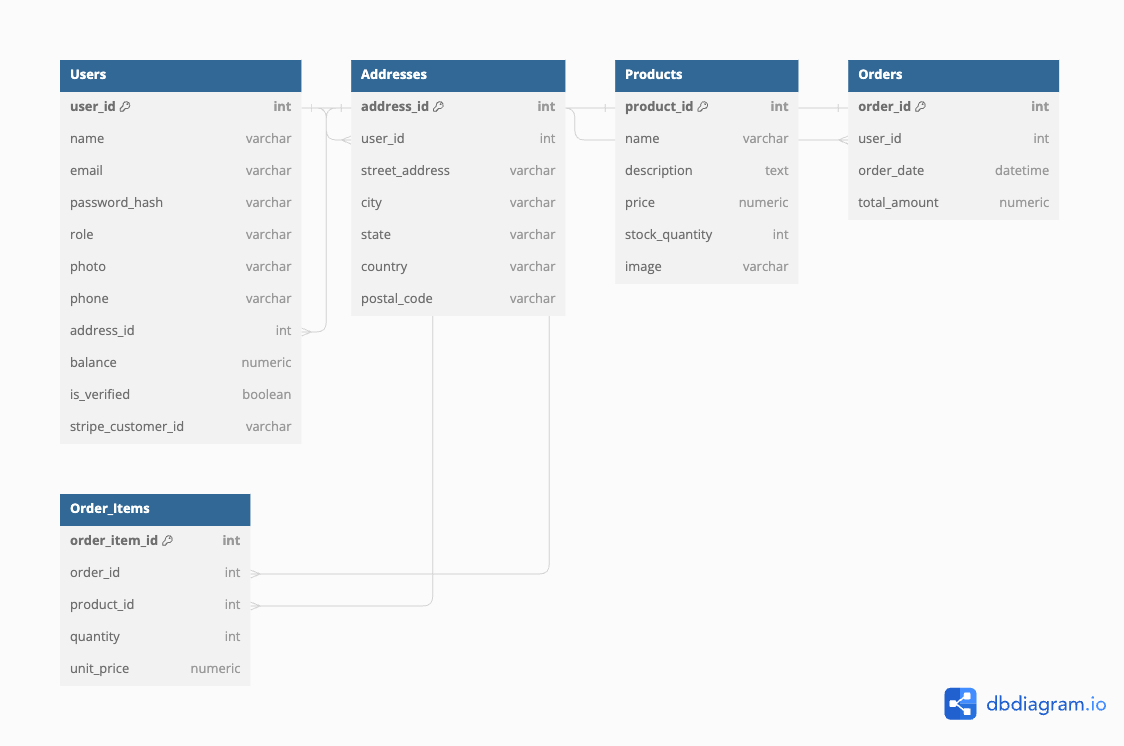 Users
user_id int
name varchar
email varchar
password_hash varchar
role varchar
photo varchar
phone varchar
address_id int
balance numeric
is_verified boolean
stripe_customer_id varchar
Addresses
address_id int
user_id int
street_address varchar
city varchar
state varchar
country varchar
postal_code varchar
Products
product_id int
name varchar
description text
price numeric
stock_quantity int
image varchar
Orders
order_id int
user_id int
order_date datetime
total_amount numeric
Order_Items
order_item_id int
order_id int
product_id int
quantity int
unit_price numeric
dbdiagram.io